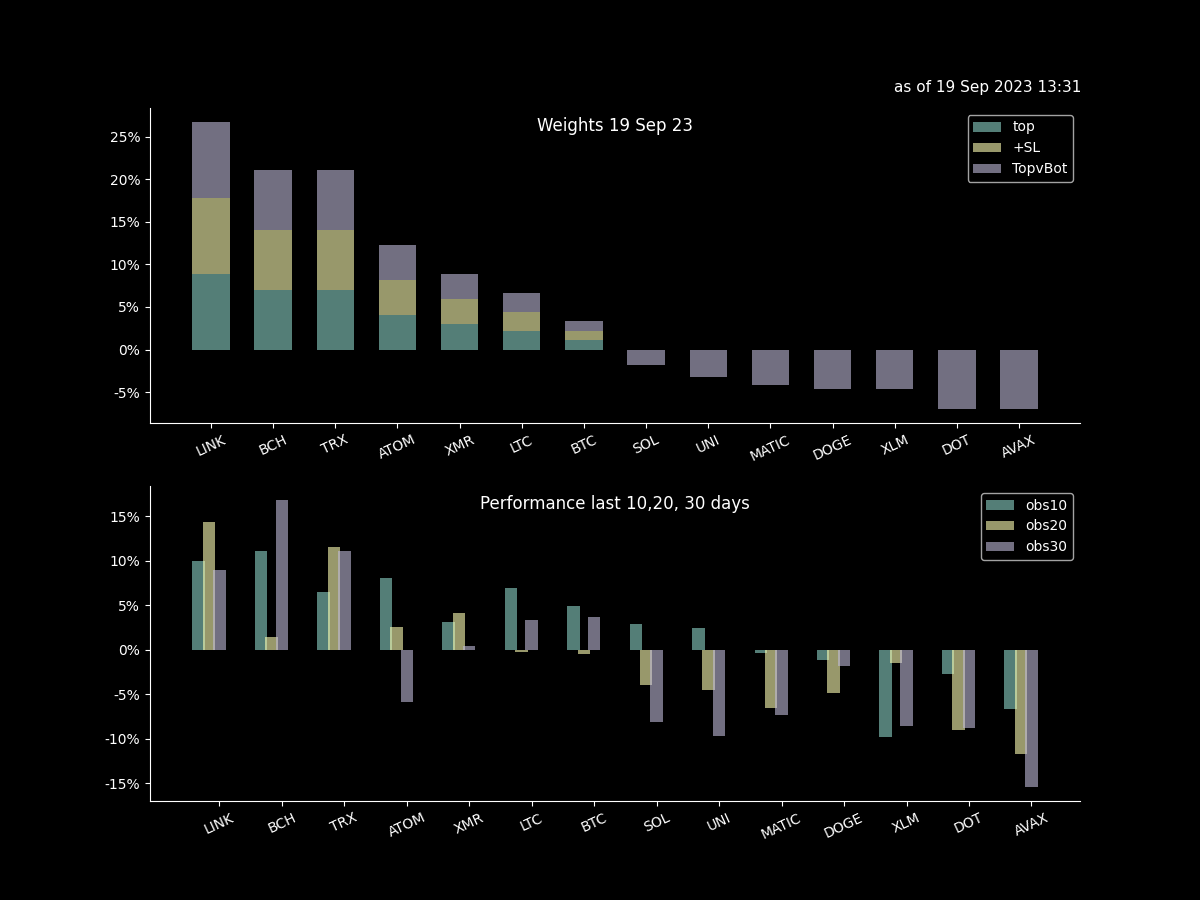 as of 19 Sep 2023 13:31
Weights 19 Sep 23
top
+SL
TopvBot
25%
20%
15%
10%
5%
0%
-5%
LINK BCH TRX ATOM XMR LTC BTC SOL UNI MATIC DOGE XLM DOT AVAX
Performance last 10,20, 30 days
obs10
obs20
obs30
15%
10%
5%
0%
-5%
-10%
-15%
LINK BCH TRX ATOM XMR LTC BTC SOL UNI MATIC DOGE XLM DOT AVAX